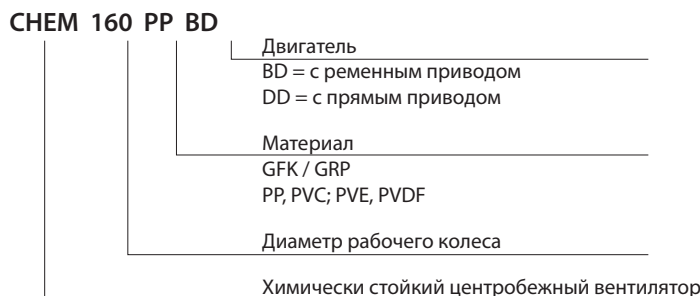 CHEM 160 PP BD
Двигатель
BD = с ременным приводом
DD = с прямым приводом
Материал
GFK / GRP
PP, PVC; PVE, PVDF
Диаметр рабочего колеса
Химически стойкий центробежный вентилятор